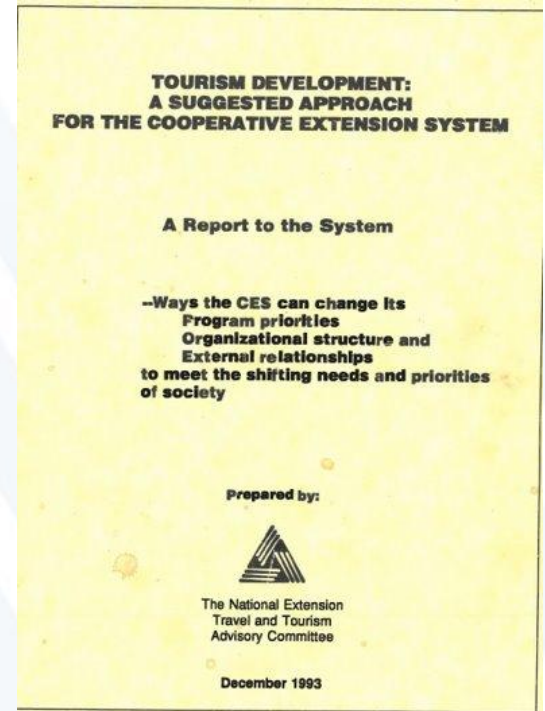 TOURISM DEVELOPMENT:
A SUGGESTED APPROACH
FOR THE COOPERATIVE EXTENSION SYSTEM
A Report to the System
--Ways the CES can change its
Program priorities
Organizational structure and
External relationships
to meet the shifting needs and priorities
of society
Prepared by:
The National Extension
Travel and Tourism
Advisory Committee
December 1993